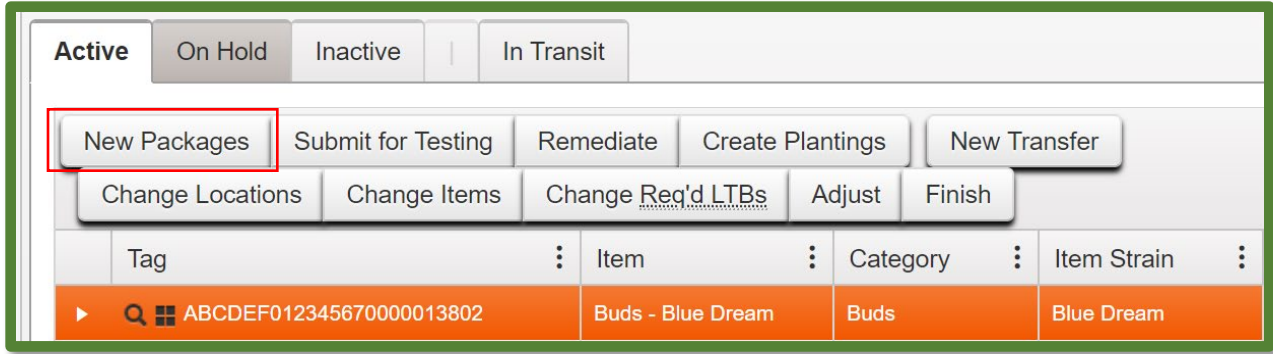 Active On Hold Inactive | In Transit
New Packages Submit for Testing Remediate Create Plantings New Transfer
Change Locations Change Items Change Req'd LTBs Adjust Finish
Tag Item Category Item Strain
ABCDEF012345670000013802 Buds - Blue Dream Buds Blue Dream